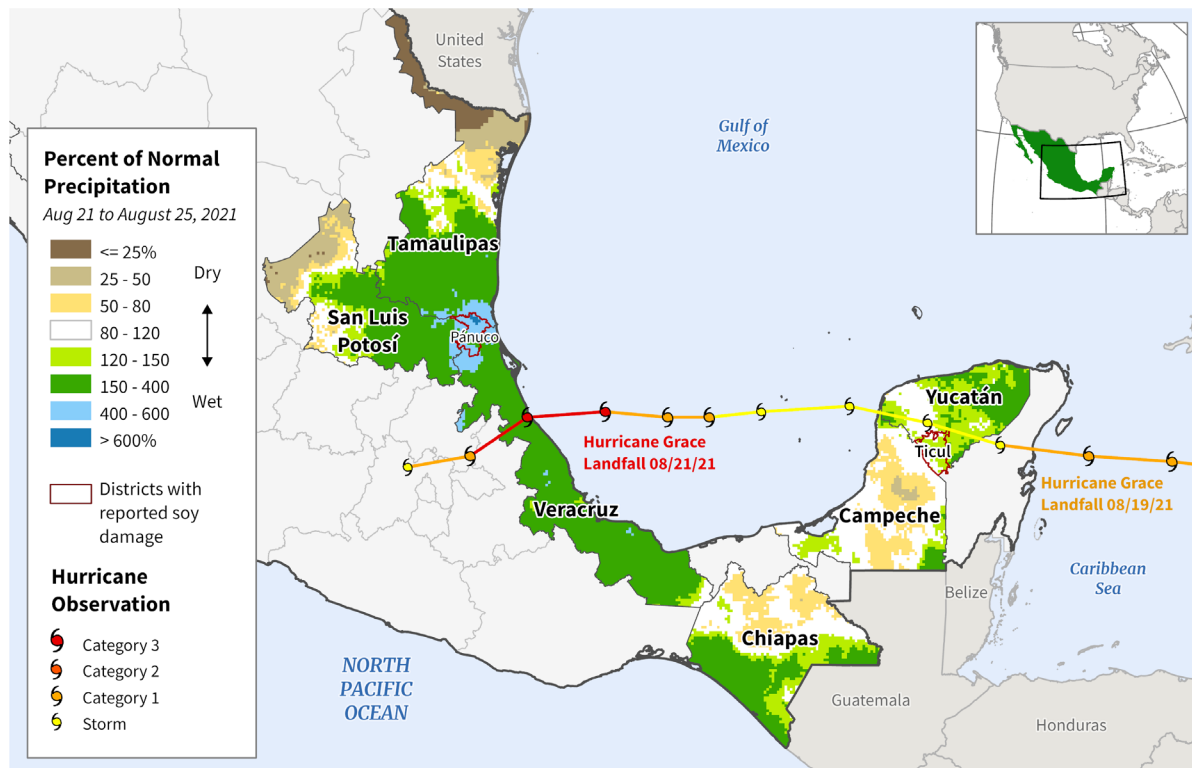 Percent of Normal
Precipitation
Aug 21 to August 25, 2021
<= 25%
25 - 50
50 - 80
80 - 120
120 - 150
150 - 400
400 - 600
> 600%
Dry
Wet
Districts with
reported soy
damage
Hurricane
Observation
Category 3
Category 2
Category 1
Storm
United
States
Gulf of
Mexico
Tamaulipas
San Luis
Potosí
Pánuco
Hurricane Grace
Landfall 08/21/21
Veracruz
Yucatán
Ticul
Campeche
Hurricane Grace
Landfall 08/19/21
Caribbean
Sea
Belize
Chiapas
NORTH
PACIFIC
OCEAN
Guatemala
Honduras